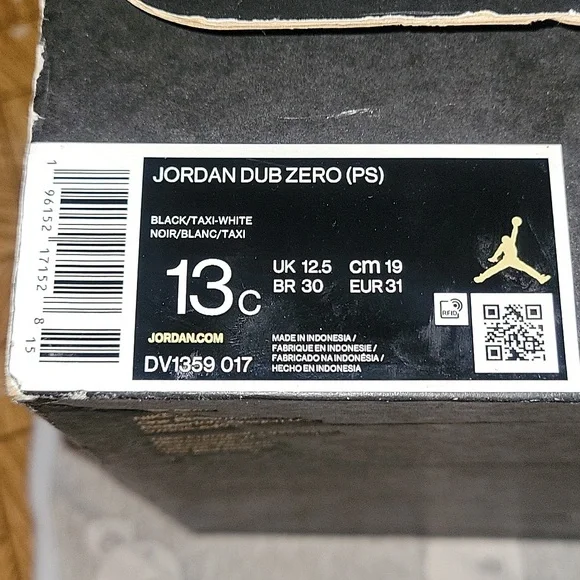 JORDAN DUB ZERO (PS)
BLACK/TAXI-WHITE
NOIR/BLANC/TAXI
13C
UK 12.5 cm 19
BR 30 EUR 31
RFID
JORDAN.COM
DV1359 017
MADE IN INDONESIA /
FABRIQUE EN INDONESIE /
FABRICADO NA INDONÉSIA /
HECHO EN INDONESIA
1 96152 17152 8 15